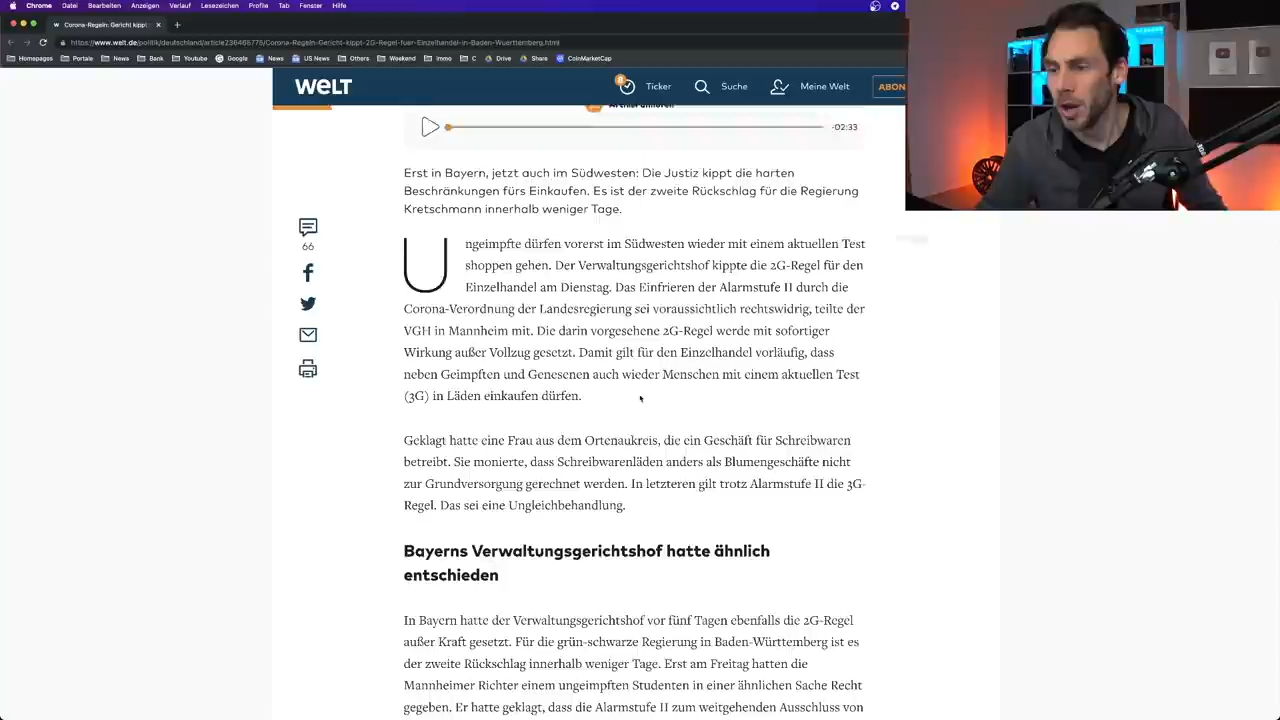 Chrome Datei Bearbeiten Anzeigen Verlauf Lesezeichen Profile Tab Fenster Hilfe
Corona-Regeln: Gericht kippt
https://www.welt.de/politik/deutschland/article236465775/Corona-Regeln-Gericht-kippt-2G-Regel-fuer-Einzelhandel-in-Baden-Wuerttemberg.html
Homepages Portale News Bank Youtube Google News US News Others Weekend Immo C Drive Share CoinMarketCap
WELT 8 Ticker Suche Meine Welt ABON
-02:33
Erst in Bayern, jetzt auch im Südwesten: Die Justiz kippt die harten
Beschränkungen fürs Einkaufen. Es ist der zweite Rückschlag für die Regierung
Kretschmann innerhalb weniger Tage.
66
Ungeimpfte dürfen vorerst im Südwesten wieder mit einem aktuellen Test
shoppen gehen. Der Verwaltungsgerichtshof kippte die 2G-Regel für den
Einzelhandel am Dienstag. Das Einfrieren der Alarmstufe II durch die
Corona-Verordnung der Landesregierung sei voraussichtlich rechtswidrig, teilte der
VGH in Mannheim mit. Die darin vorgesehene 2G-Regel werde mit sofortiger
Wirkung außer Vollzug gesetzt. Damit gilt für den Einzelhandel vorläufig, dass
neben Geimpften und Genesenen auch wieder Menschen mit einem aktuellen Test
(3G) in Läden einkaufen dürfen.
Geklagt hatte eine Frau aus dem Ortenaukreis, die ein Geschäft für Schreibwaren
betreibt. Sie monierte, dass Schreibwarenläden anders als Blumengeschäfte nicht
zur Grundversorgung gerechnet werden. In letzteren gilt trotz Alarmstufe II die 3G-
Regel. Das sei eine Ungleichbehandlung.
Bayerns Verwaltungsgerichtshof hatte ähnlich
entschieden
In Bayern hatte der Verwaltungsgerichtshof vor fünf Tagen ebenfalls die 2G-Regel
außer Kraft gesetzt. Für die grün-schwarze Regierung in Baden-Württemberg ist es
der zweite Rückschlag innerhalb weniger Tage. Erst am Freitag hatten die
Mannheimer Richter einem ungeimpften Studenten in einer ähnlichen Sache Recht
gegeben. Er hatte geklagt, dass die Alarmstufe II zum weitgehenden Ausschluss von